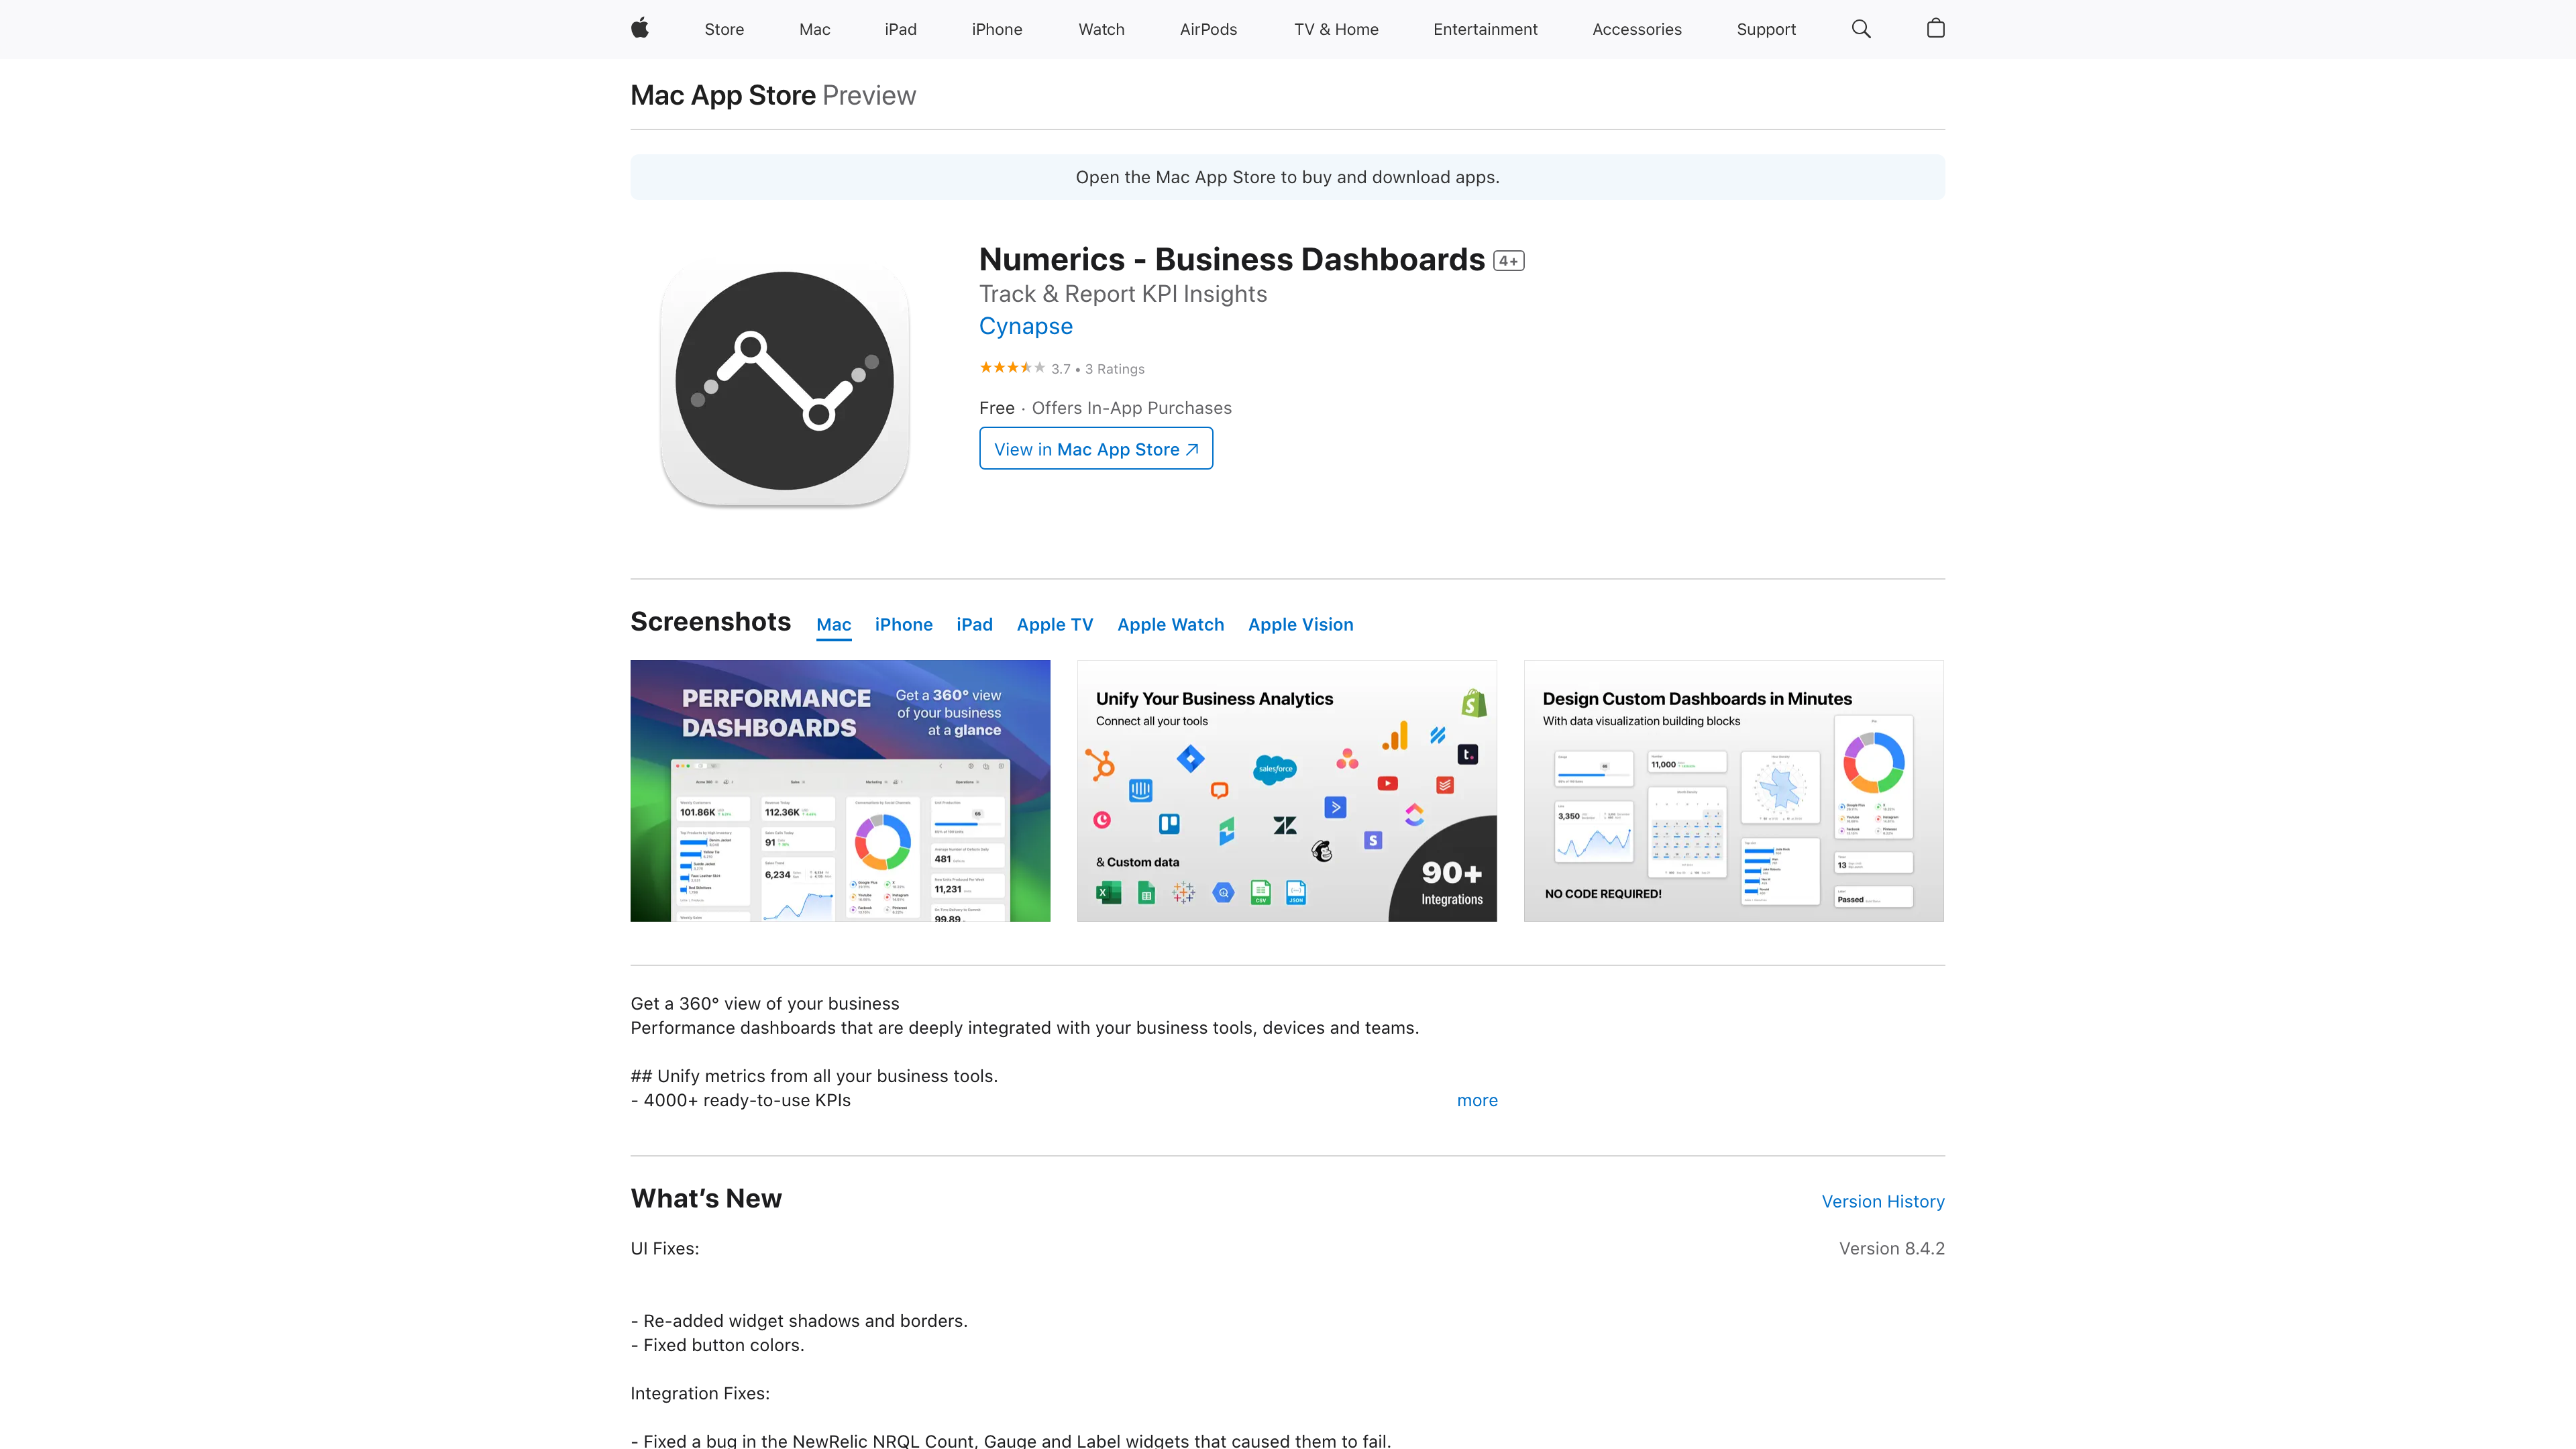 Store Mac iPad iPhone Watch AirPods TV & Home Entertainment Accessories Support
Mac App Store Preview
Open the Mac App Store to buy and download apps.
Numerics - Business Dashboards 4+
Track & Report KPI Insights
Cynapse
3.7 • 3 Ratings
Free · Offers In-App Purchases
View in Mac App Store
Screenshots Mac iPhone iPad Apple TV Apple Watch Apple Vision
PERFORMANCE
DASHBOARDS
Get a 360° view
of your business
at a glance
101.86K
112.36K
91
6,234
481
11,231
99.89
Unify Your Business Analytics
Connect all your tools
salesforce
& Custom data
CSV
JSON
90+
Integrations
Design Custom Dashboards in Minutes
With data visualization building blocks
11,000
3,350
13
Passed
NO CODE REQUIRED!
Get a 360° view of your business
Performance dashboards that are deeply integrated with your business tools, devices and teams.
## Unify metrics from all your business tools.
- 4000+ ready-to-use KPIs
more
What's New
Version History
UI Fixes:
Version 8.4.2
- Re-added widget shadows and borders.
- Fixed button colors.
Integration Fixes:
- Fixed a bug in the NewRelic NRQL Count, Gauge and Label widgets that caused them to fail.